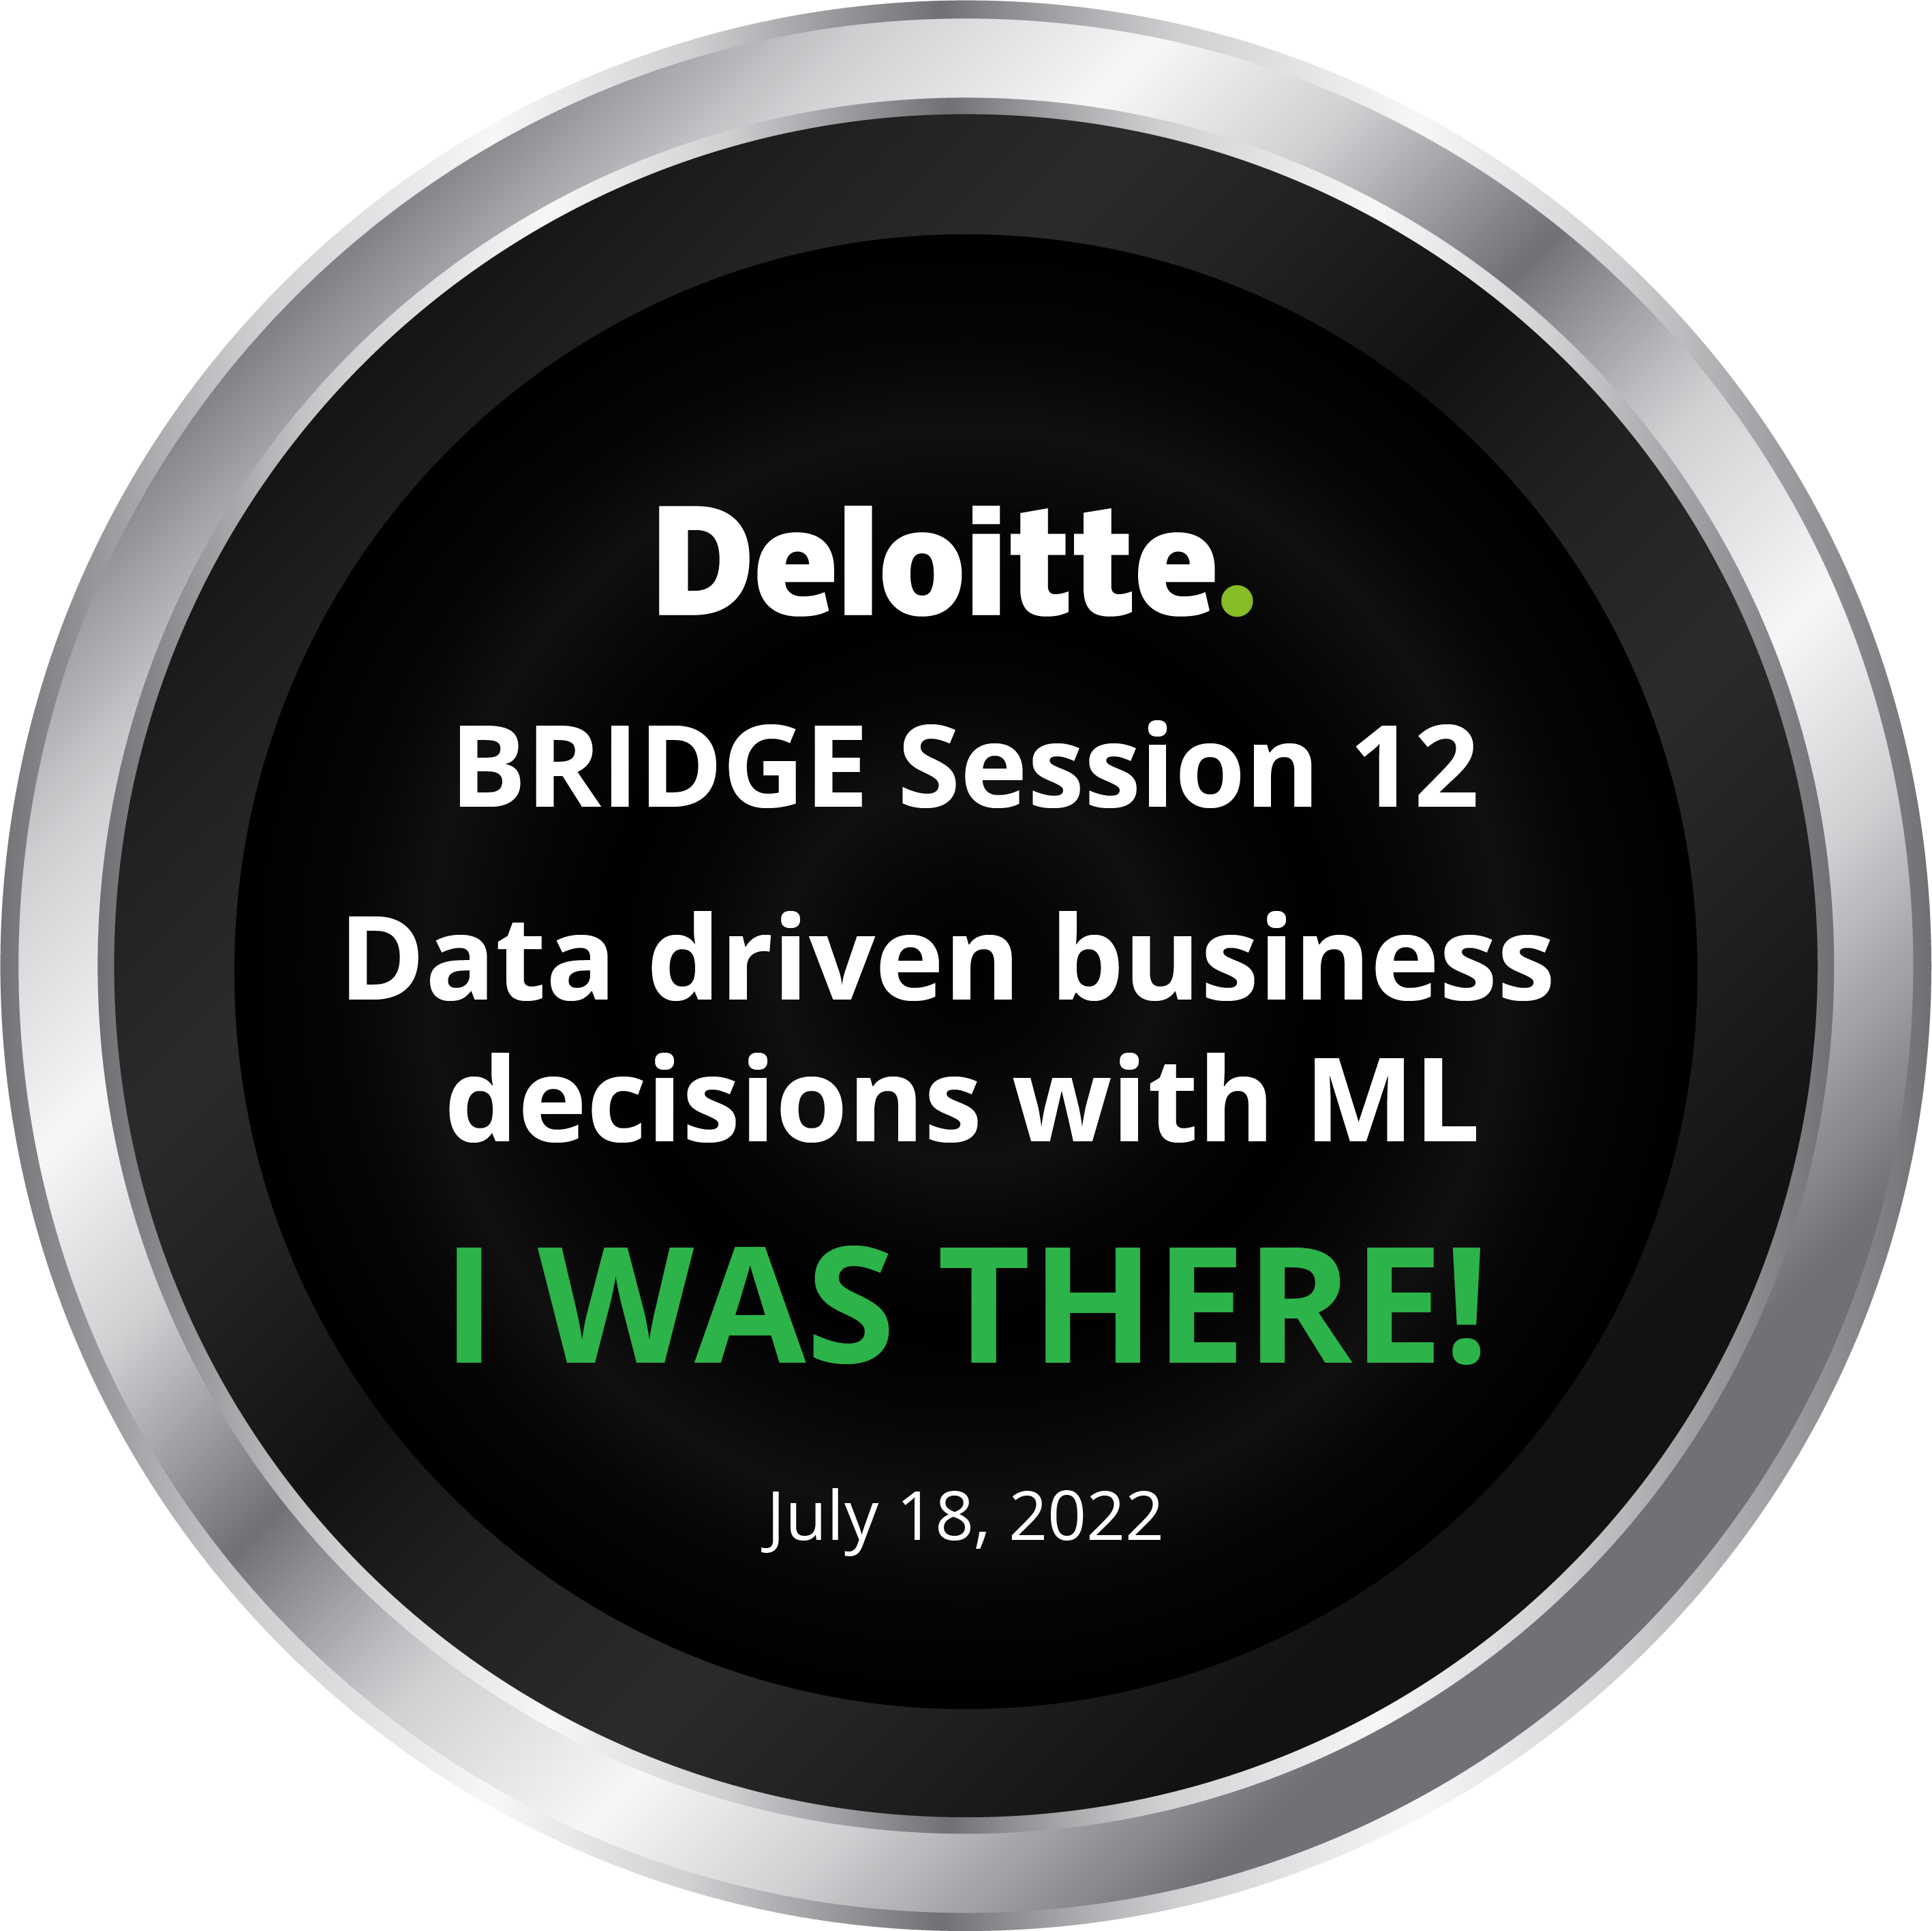 Deloitte.
BRIDGE Session 12
Data driven business
decisions with ML
I WAS THERE!
July 18, 2022